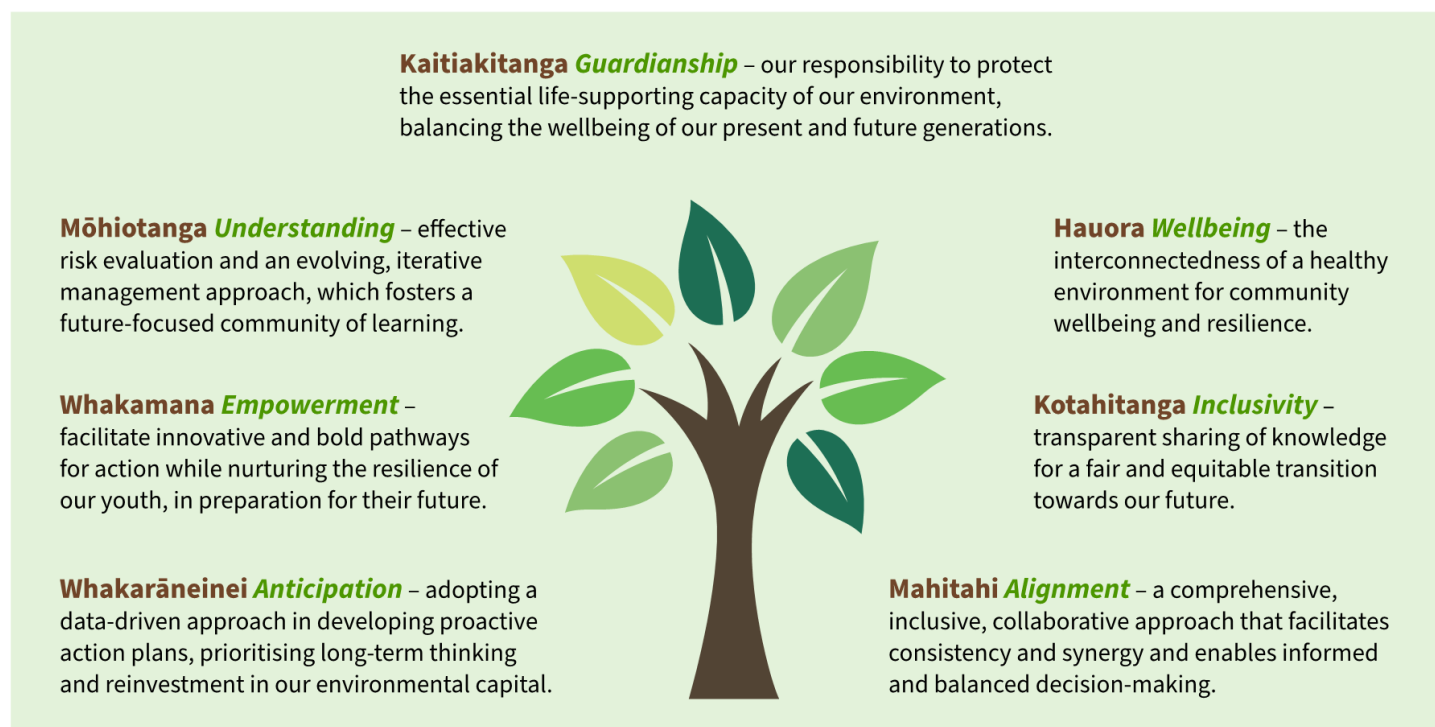 Kaitiakitanga Guardianship – our responsibility to protect
the essential life-supporting capacity of our environment,
balancing the wellbeing of our present and future generations.
Mōhiotanga Understanding – effective
risk evaluation and an evolving, iterative
management approach, which fosters a
future-focused community of learning.
Hauora Wellbeing – the
interconnectedness of a healthy
environment for community
wellbeing and resilience.
Whakamana Empowerment –
facilitate innovative and bold pathways
for action while nurturing the resilience of
our youth, in preparation for their future.
Kotahitanga Inclusivity –
transparent sharing of knowledge
for a fair and equitable transition
towards our future.
Whakarāneinei Anticipation – adopting a
data-driven approach in developing proactive
action plans, prioritising long-term thinking
and reinvestment in our environmental capital.
Mahitahi Alignment – a comprehensive,
inclusive, collaborative approach that facilitates
consistency and synergy and enables informed
and balanced decision-making.